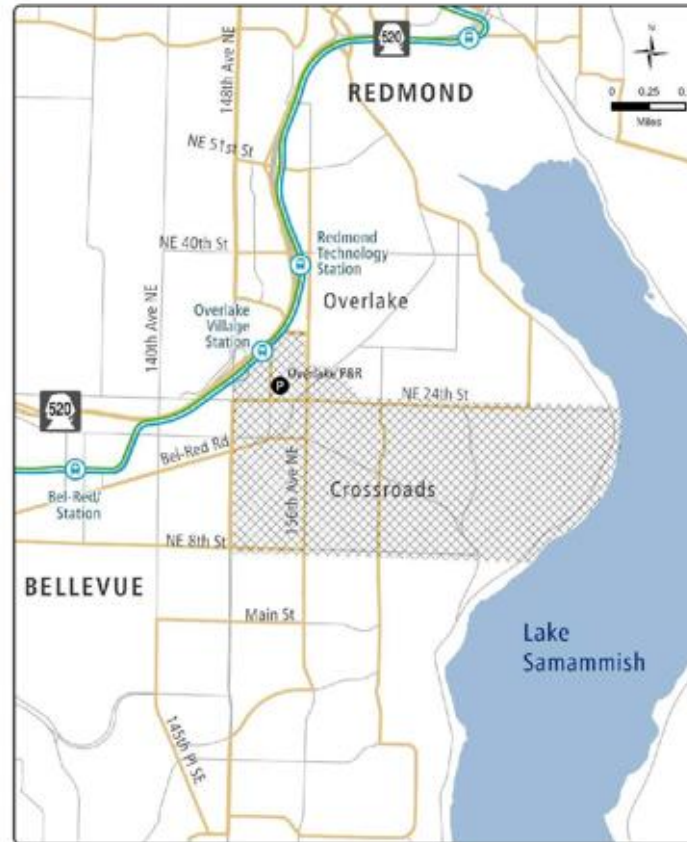 520
148th Ave NE
REDMOND
N
0 0.25
Miles
NE 51st St
NE 40th St
Redmond
Technology
Station
Overlake
Village
Station
Overlake
140th Ave NE
Overlake P&R
P
NE 24th St
520
Bel-Red Rd
Bel-Red/
Station
156th Ave NE
Crossroads
NE 8th St
BELLEVUE
Main St
Lake
Samammish
145th Pl SE